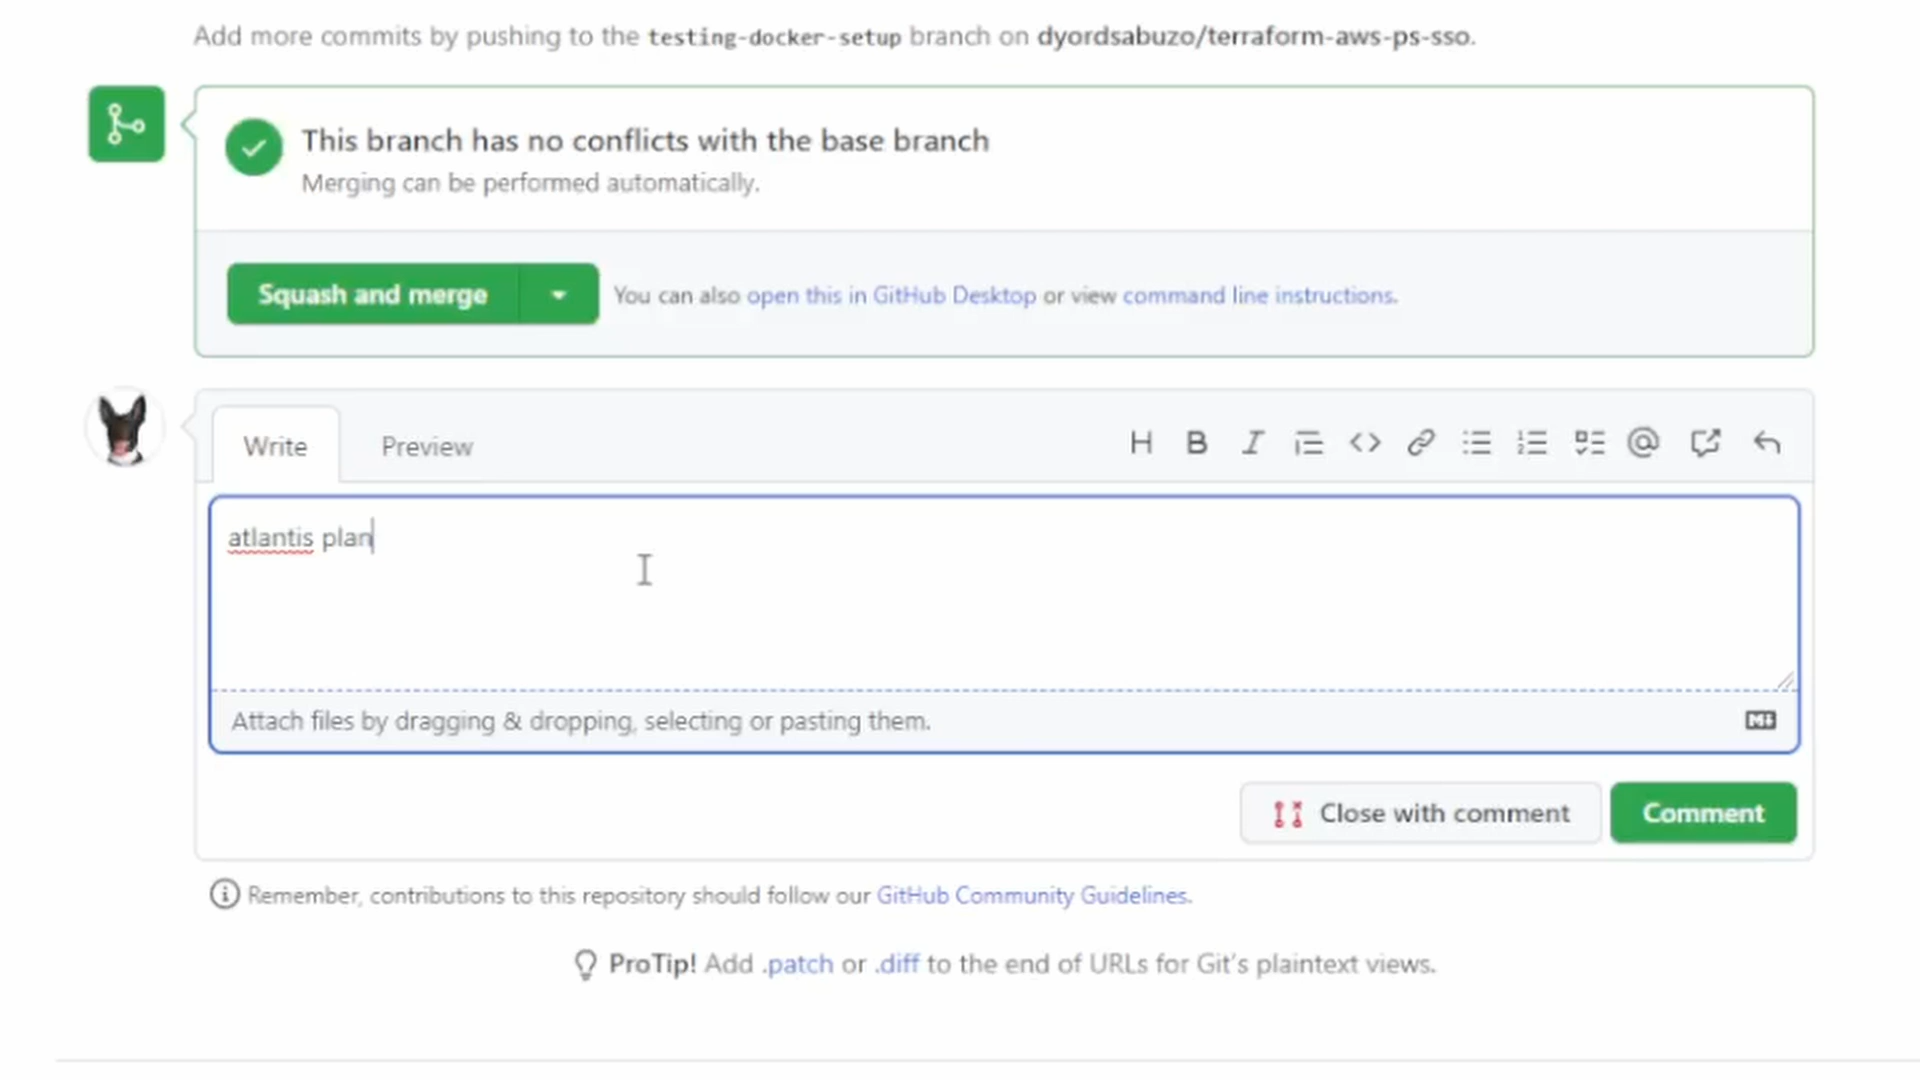 Add more commits by pushing to the testing-docker-setup branch on dyordsabuzo/terraform-aws-ps-sso.
This branch has no conflicts with the base branch
Merging can be performed automatically.
Squash and merge
You can also open this in GitHub Desktop or view command line instructions.
Write
Preview
H B I
atlantis plan
Attach files by dragging & dropping, selecting or pasting them.
Close with comment
Comment
Remember, contributions to this repository should follow our GitHub Community Guidelines.
ProTip! Add .patch or .diff to the end of URLs for Git's plaintext views.